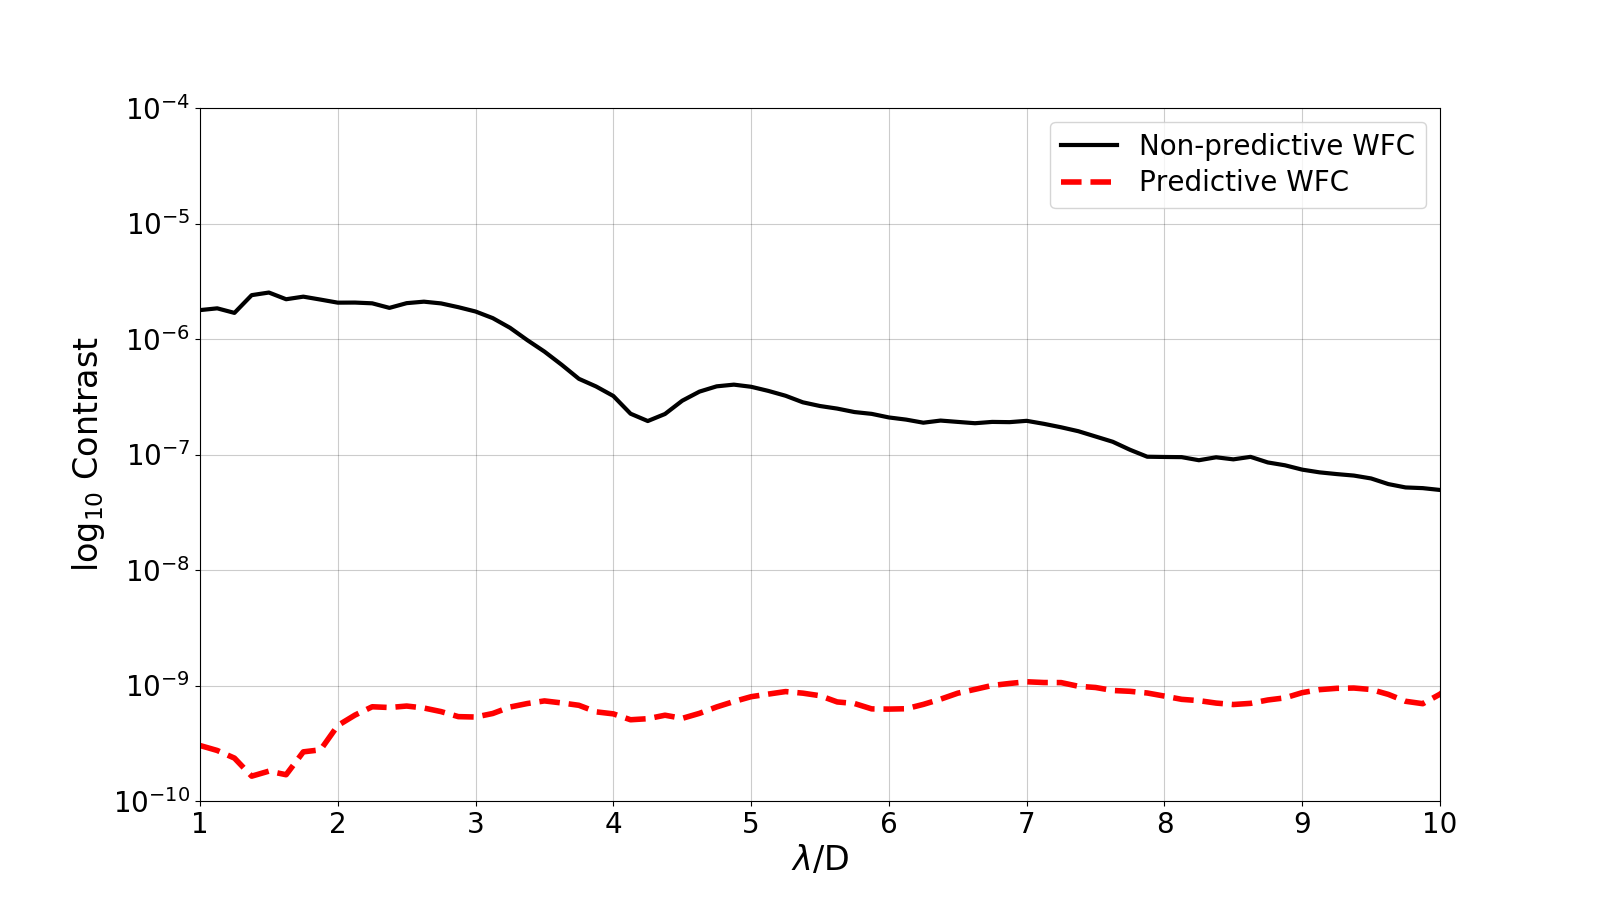 10⁻⁴
10⁻⁵
10⁻⁶
10⁻⁷
10⁻⁸
10⁻⁹
10⁻¹⁰
log₁₀ Contrast
Non-predictive WFC
Predictive WFC
1 2 3 4 5 6 7 8 9 10
λ/D